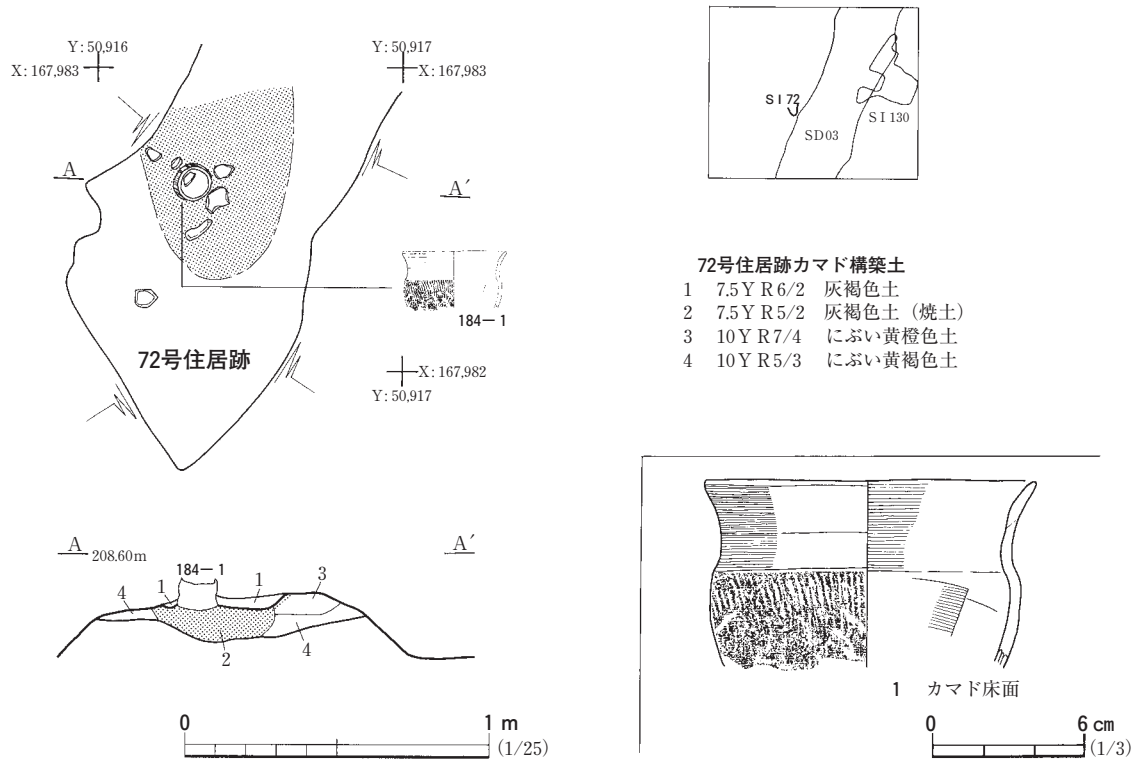 Y: 50,916
X: 167,983
Y: 50,917
X: 167,983
A
A′
184－1
72号住居跡
X: 167,982
Y: 50,917
A
208.60m
A′
184－1
1
1
3
4
2
4
0
1 m
(1/25)
SI 72
SD03
SI 130
72号住居跡カマド構築土
1 7.5YR6/2 灰褐色土
2 7.5YR5/2 灰褐色土（焼土）
3 10YR7/4 にぶい黄橙色土
4 10YR5/3 にぶい黄褐色土
1 カマド床面
0
6 cm
(1/3)